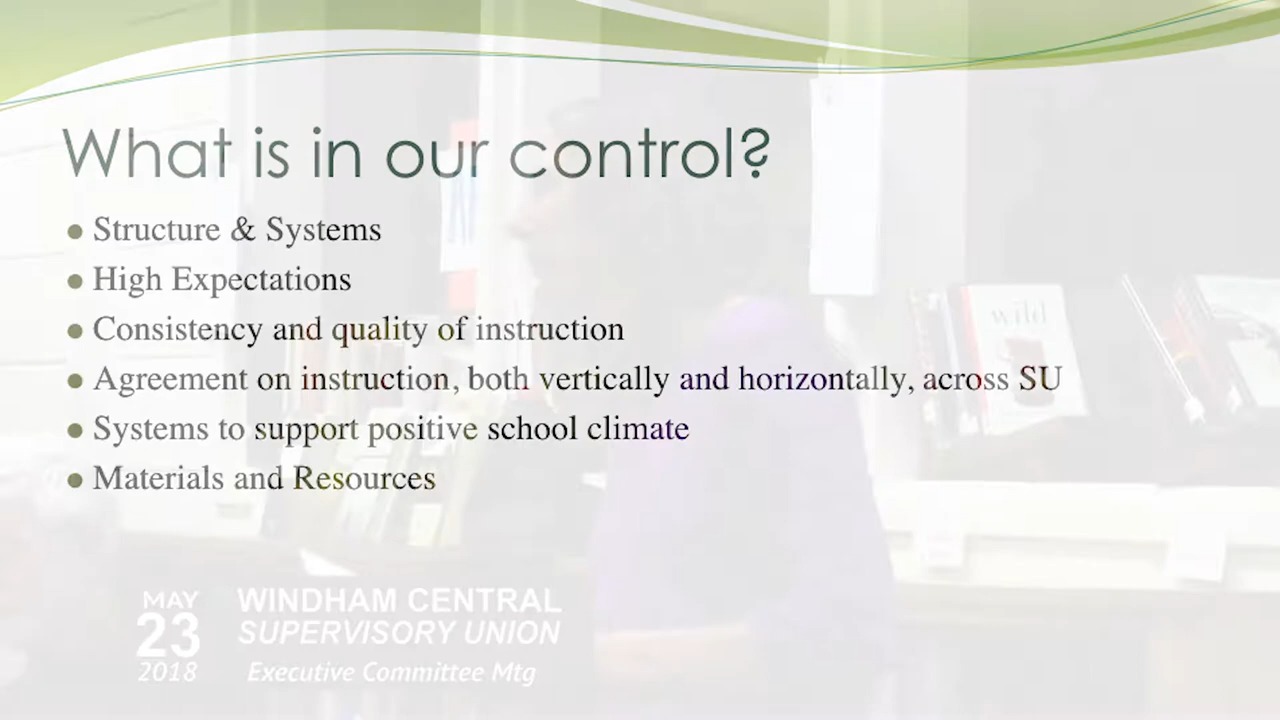 What is in our control?
● Structure & Systems
● High Expectations
● Consistency and quality of instruction
● Agreement on instruction, both vertically and horizontally, across SU
● Systems to support positive school climate
● Materials and Resources
wild
MAY
23
2018
WINDHAM CENTRAL
SUPERVISORY UNION
Executive Committee Mtg